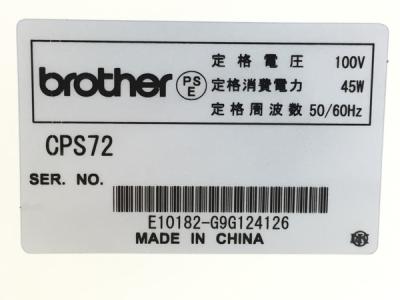 brother
PS
E
定格電圧 100V
定格消費電力 45W
定格周波数 50/60Hz
CPS72
SER. NO.
E10182-G9G124126
MADE IN CHINA